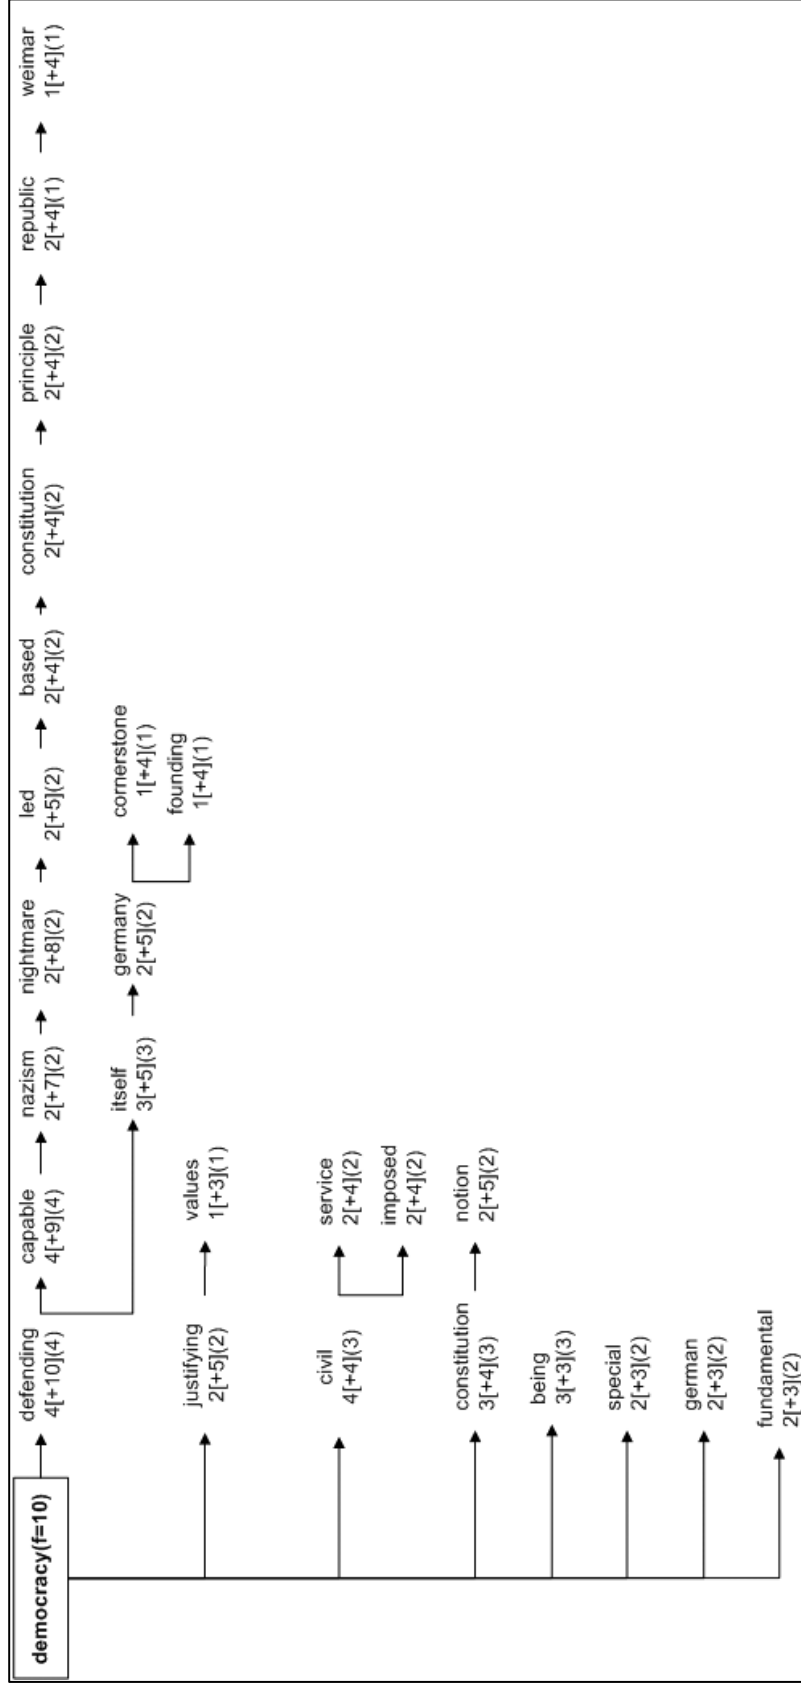 democracy(f=10)
defending
4[+10](4)
capable
4[+9](4)
nazism
2[+7](2)
nightmare
2[+8](2)
led
2[+5](2)
based
2[+4](2)
constitution
2[+4](2)
principle
2[+4](2)
republic
2[+4](1)
weimar
1[+4](1)
itself
3[+5](3)
germany
2[+5](2)
cornerstone
1[+4](1)
founding
1[+4](1)
justifying
2[+5](2)
values
1[+3](1)
civil
4[+4](3)
service
2[+4](2)
imposed
2[+4](2)
constitution
3[+4](3)
notion
2[+5](2)
being
3[+3](3)
special
2[+3](2)
german
2[+3](2)
fundamental
2[+3](2)